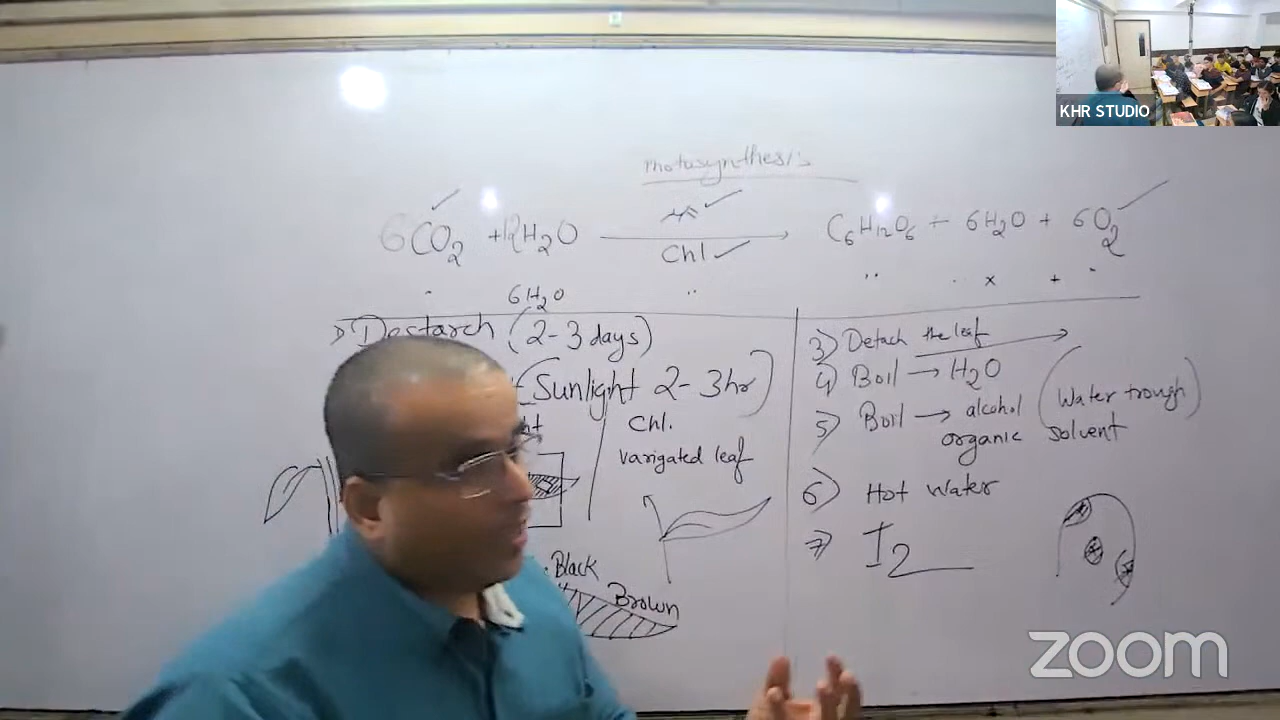 KHR STUDIO
Photosynthesis
6CO2 + 12H2O → C6H12O6 + 6H2O + 6O2
Chl
6H2O
Destarch (2-3 days)
(Sunlight 2-3hr)
Chl.
varigated leaf
Black
Brown
3) Detach the leaf
4) Boil → H2O
5) Boil → alcohol (Water trough)
organic solvent
6) Hot water
7) I2
zoom